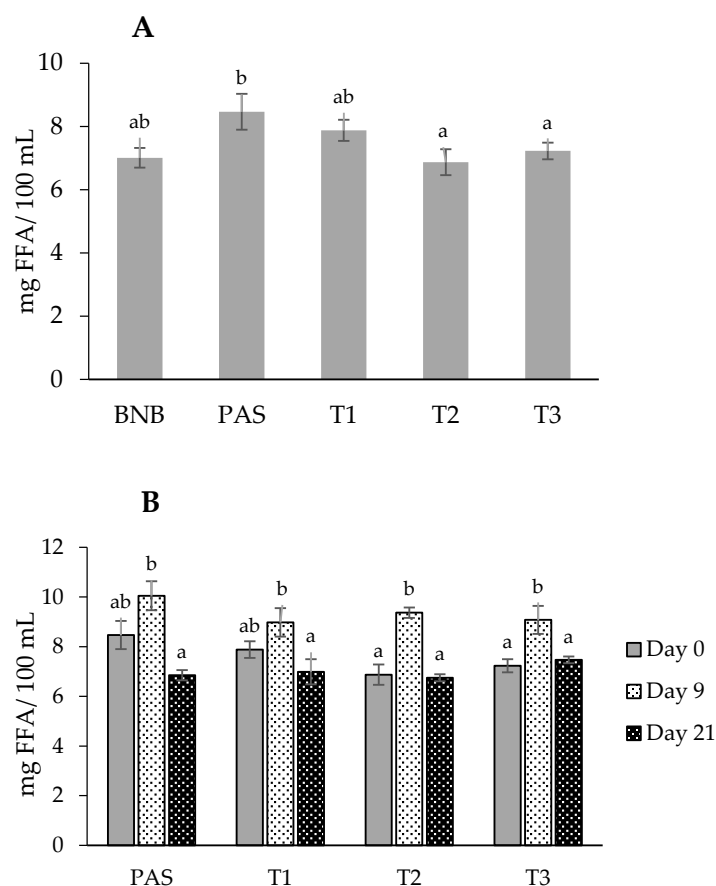 A
mg FFA/ 100 mL
10
8
6
4
2
0
ab
b
ab
a
a
BNB PAS T1 T2 T3
B
mg FFA/ 100 mL
12
10
8
6
4
2
0
ab b a ab b a a b a a b a
Day 0
Day 9
Day 21
PAS T1 T2 T3